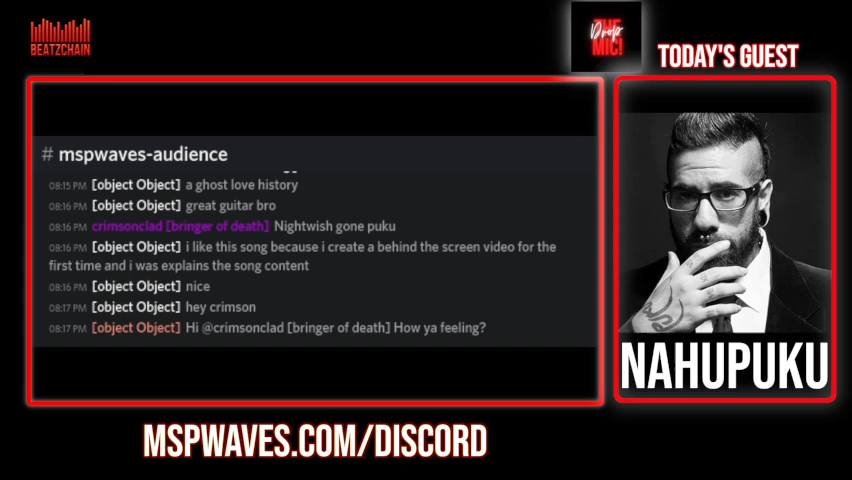 BEATZCHAIN
THE
Drop
MIC!
TODAY'S GUEST
# mspwaves-audience
08:15 PM [object Object] a ghost love history
08:16 PM [object Object] great guitar bro
08:16 PM crimsonclad [bringer of death] Nightwish gone puku
08:16 PM [object Object] i like this song because i create a behind the screen video for the
first time and i was explains the song content
08:16 PM [object Object] nice
08:17 PM [object Object] hey crimson
08:17 PM [object Object] Hi @crimsonclad [bringer of death] How ya feeling?
NAHUPUKU
MSPWAVES.COM/DISCORD